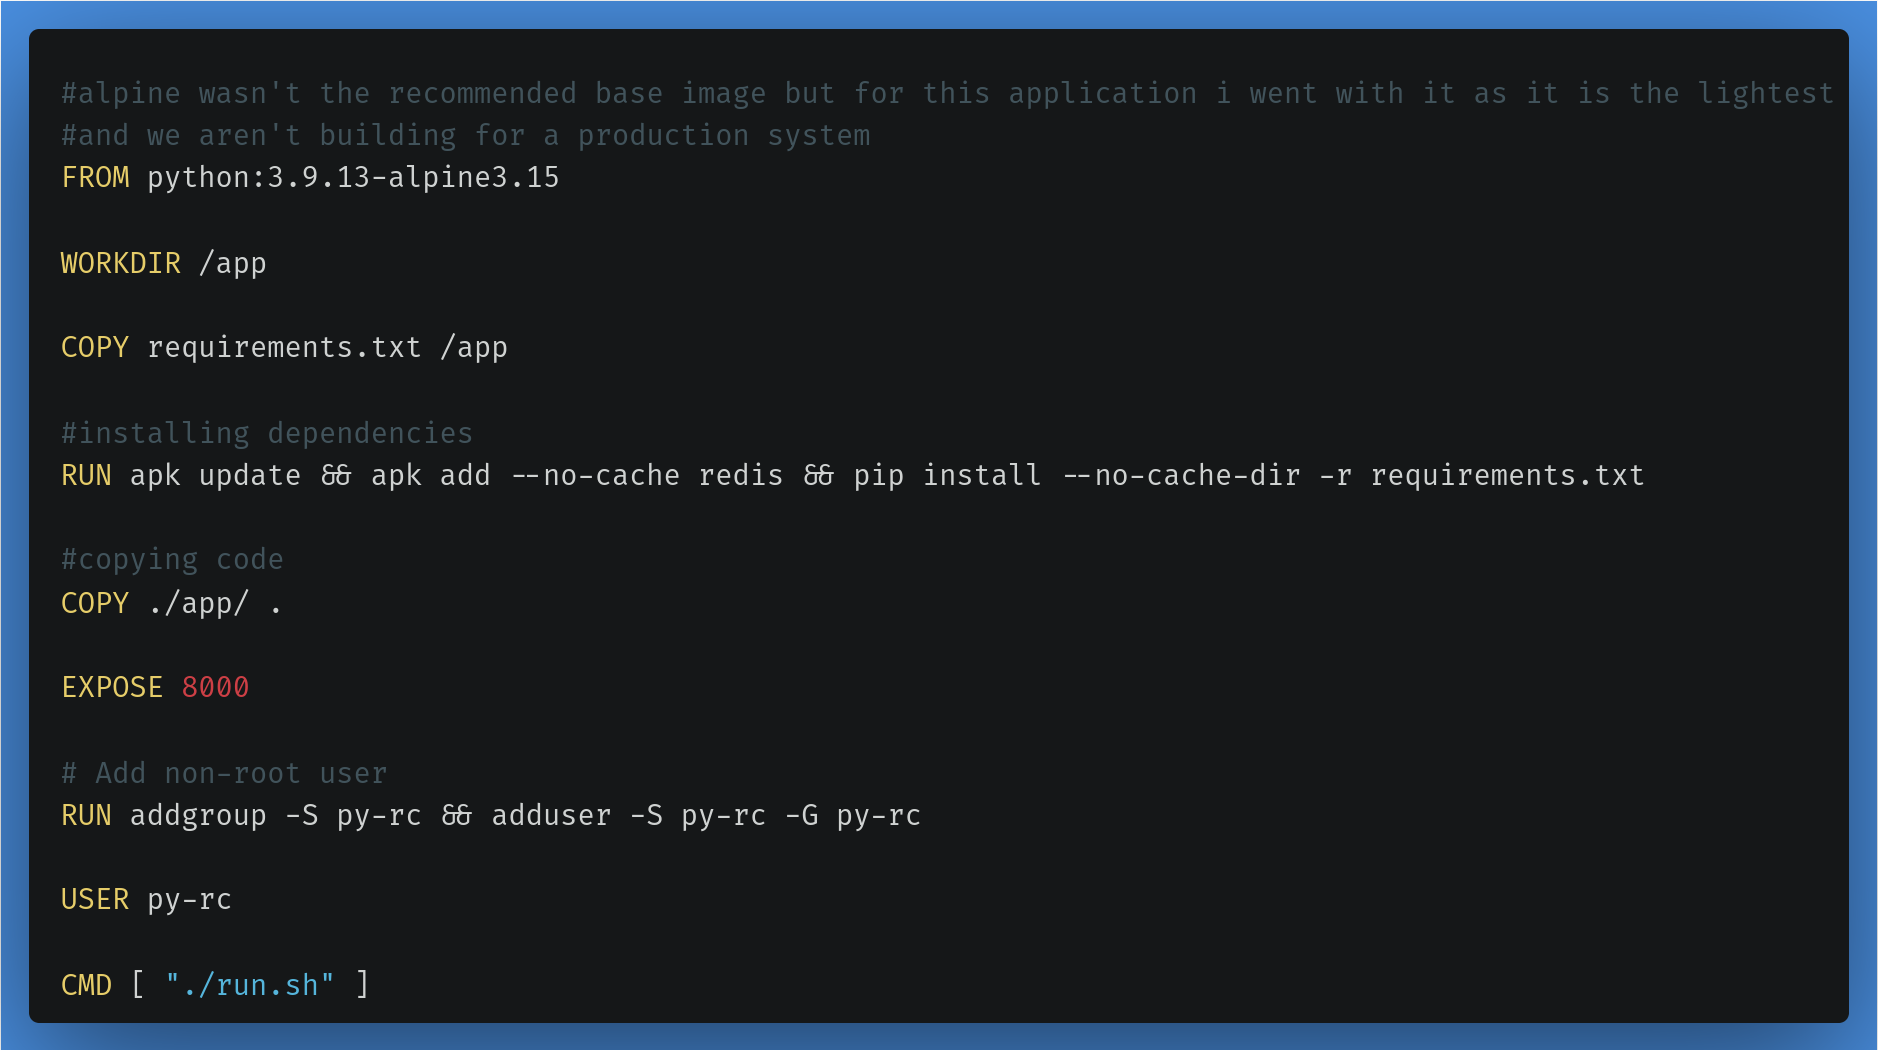 #alpine wasn't the recommended base image but for this application i went with it as it is the lightest
#and we aren't building for a production system
FROM python:3.9.13-alpine3.15
WORKDIR /app
COPY requirements.txt /app
#installing dependencies
RUN apk update && apk add --no-cache redis && pip install --no-cache-dir -r requirements.txt
#copying code
COPY ./app/ .
EXPOSE 8000
# Add non-root user
RUN addgroup -S py-rc && adduser -S py-rc -G py-rc
USER py-rc
CMD [ "./run.sh" ]